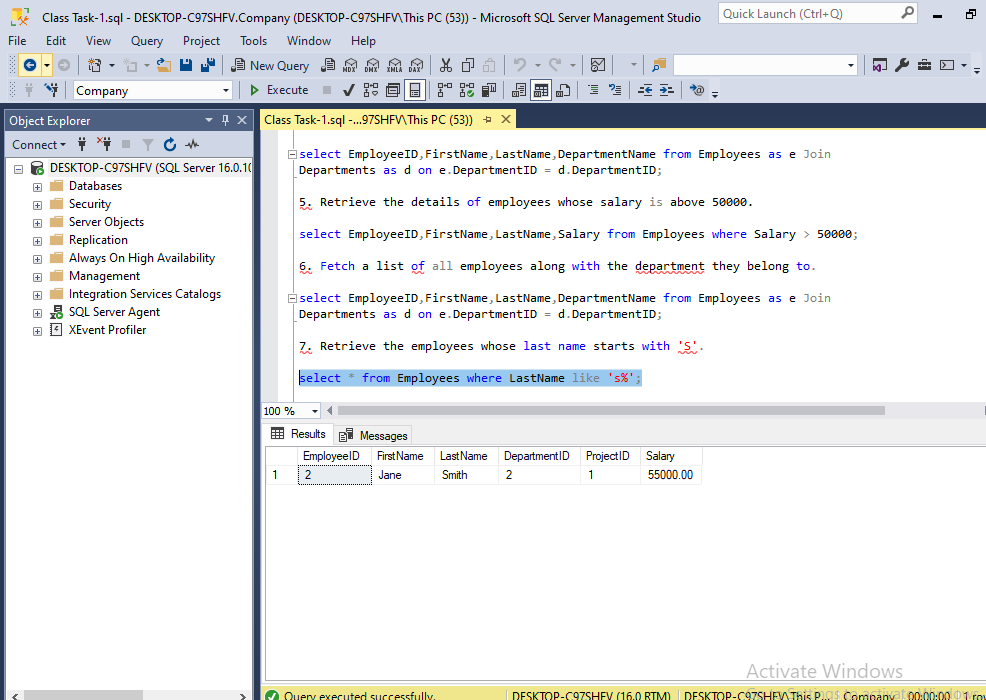 Class Task-1.sql - DESKTOP-C97SHFV.Company (DESKTOP-C97SHFV\This PC (53)) - Microsoft SQL Server Management Studio
Quick Launch (Ctrl+Q)
File Edit View Query Project Tools Window Help
New Query MDX DMX XMLA DAX
Company Execute
Object Explorer
Class Task-1.sql -...97SHFV\This PC (53))
Connect
DESKTOP-C97SHFV (SQL Server 16.0.10
Databases
Security
Server Objects
Replication
Always On High Availability
Management
Integration Services Catalogs
SQL Server Agent
XEvent Profiler
select EmployeeID,FirstName,LastName,DepartmentName from Employees as e Join
Departments as d on e.DepartmentID = d.DepartmentID;
5. Retrieve the details of employees whose salary is above 50000.
select EmployeeID,FirstName,LastName,Salary from Employees where Salary > 50000;
6. Fetch a list of all employees along with the department they belong to.
select EmployeeID,FirstName,LastName,DepartmentName from Employees as e Join
Departments as d on e.DepartmentID = d.DepartmentID;
7. Retrieve the employees whose last name starts with 'S'.
select * from Employees where LastName like 's%';
100 %
Results Messages
EmployeeID FirstName LastName DepartmentID ProjectID Salary
1 2 Jane Smith 2 1 55000.00
Activate Windows
Query executed successfully. DESKTOP-C97SHFV (16.0 RTM) DESKTOP-C97SHFV\This P... Company 00:00:00